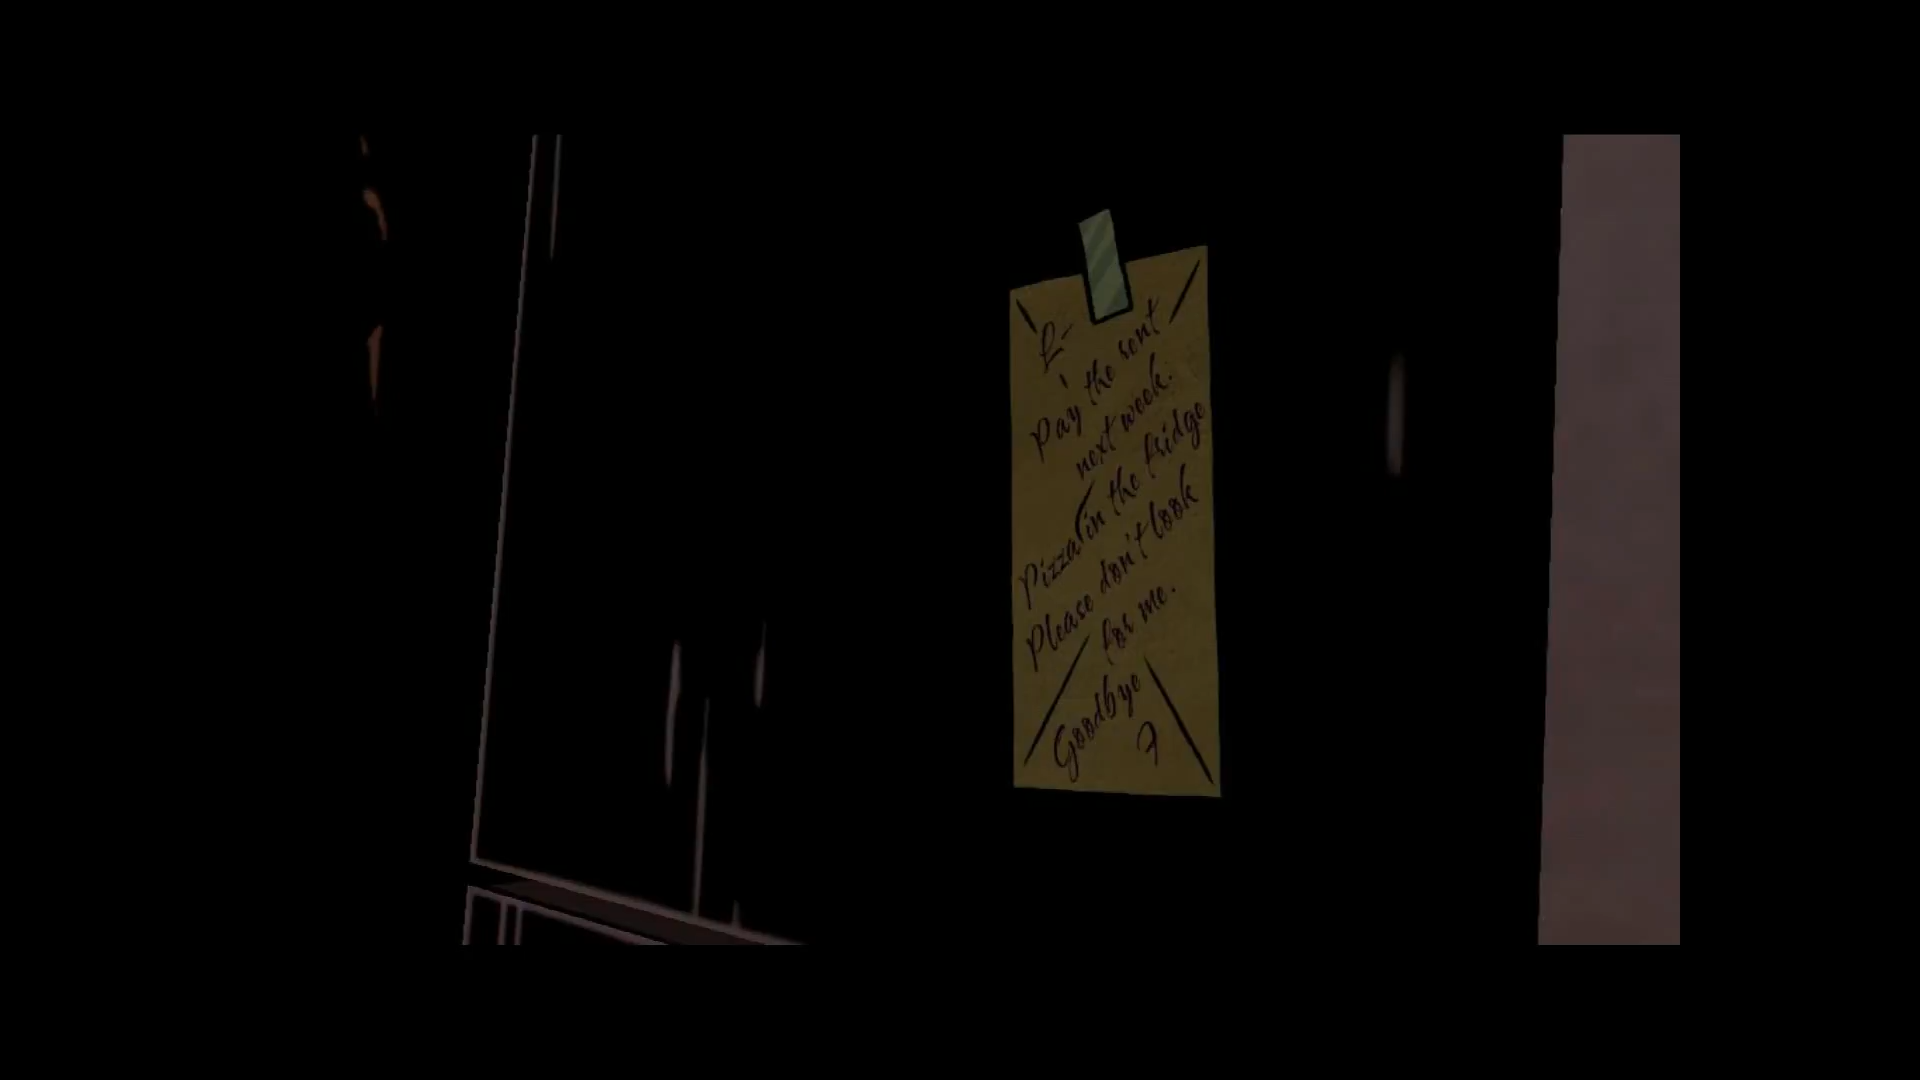 E-
Pay the rent
next week.
Pizza in the fridge
Please don't look
for me.
Goodbye
F